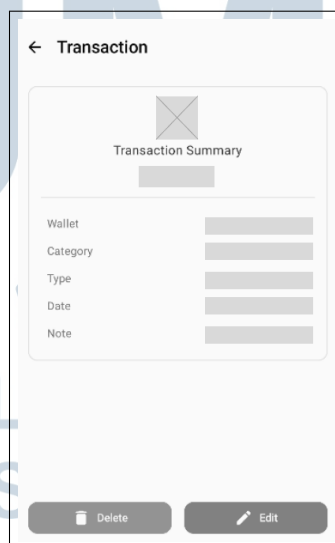 Transaction
Transaction Summary
Wallet
Category
Type
Date
Note
Delete
Edit